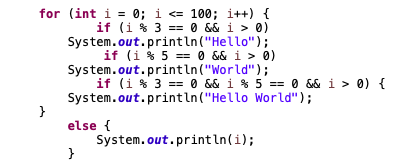 for (int i = 0; i <= 100; i++) {
if (i % 3 == 0 && i > 0)
System.out.println("Hello");
if (i % 5 == 0 && i > 0)
System.out.println("World");
if (i % 3 == 0 && i % 5 == 0 && i > 0) {
System.out.println("Hello World");
}
else {
System.out.println(i);
}